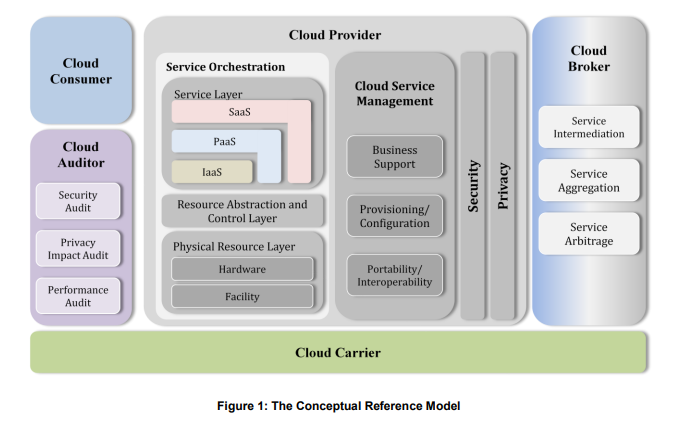 Cloud
Consumer
Cloud
Auditor
Security
Audit
Privacy
Impact Audit
Performance
Audit
Cloud Provider
Service Orchestration
Service Layer
SaaS
PaaS
IaaS
Resource Abstraction and
Control Layer
Physical Resource Layer
Hardware
Facility
Cloud Service
Management
Business
Support
Provisioning/
Configuration
Portability/
Interoperability
Security
Privacy
Cloud
Broker
Service
Intermediation
Service
Aggregation
Service
Arbitrage
Cloud Carrier
Figure 1: The Conceptual Reference Model